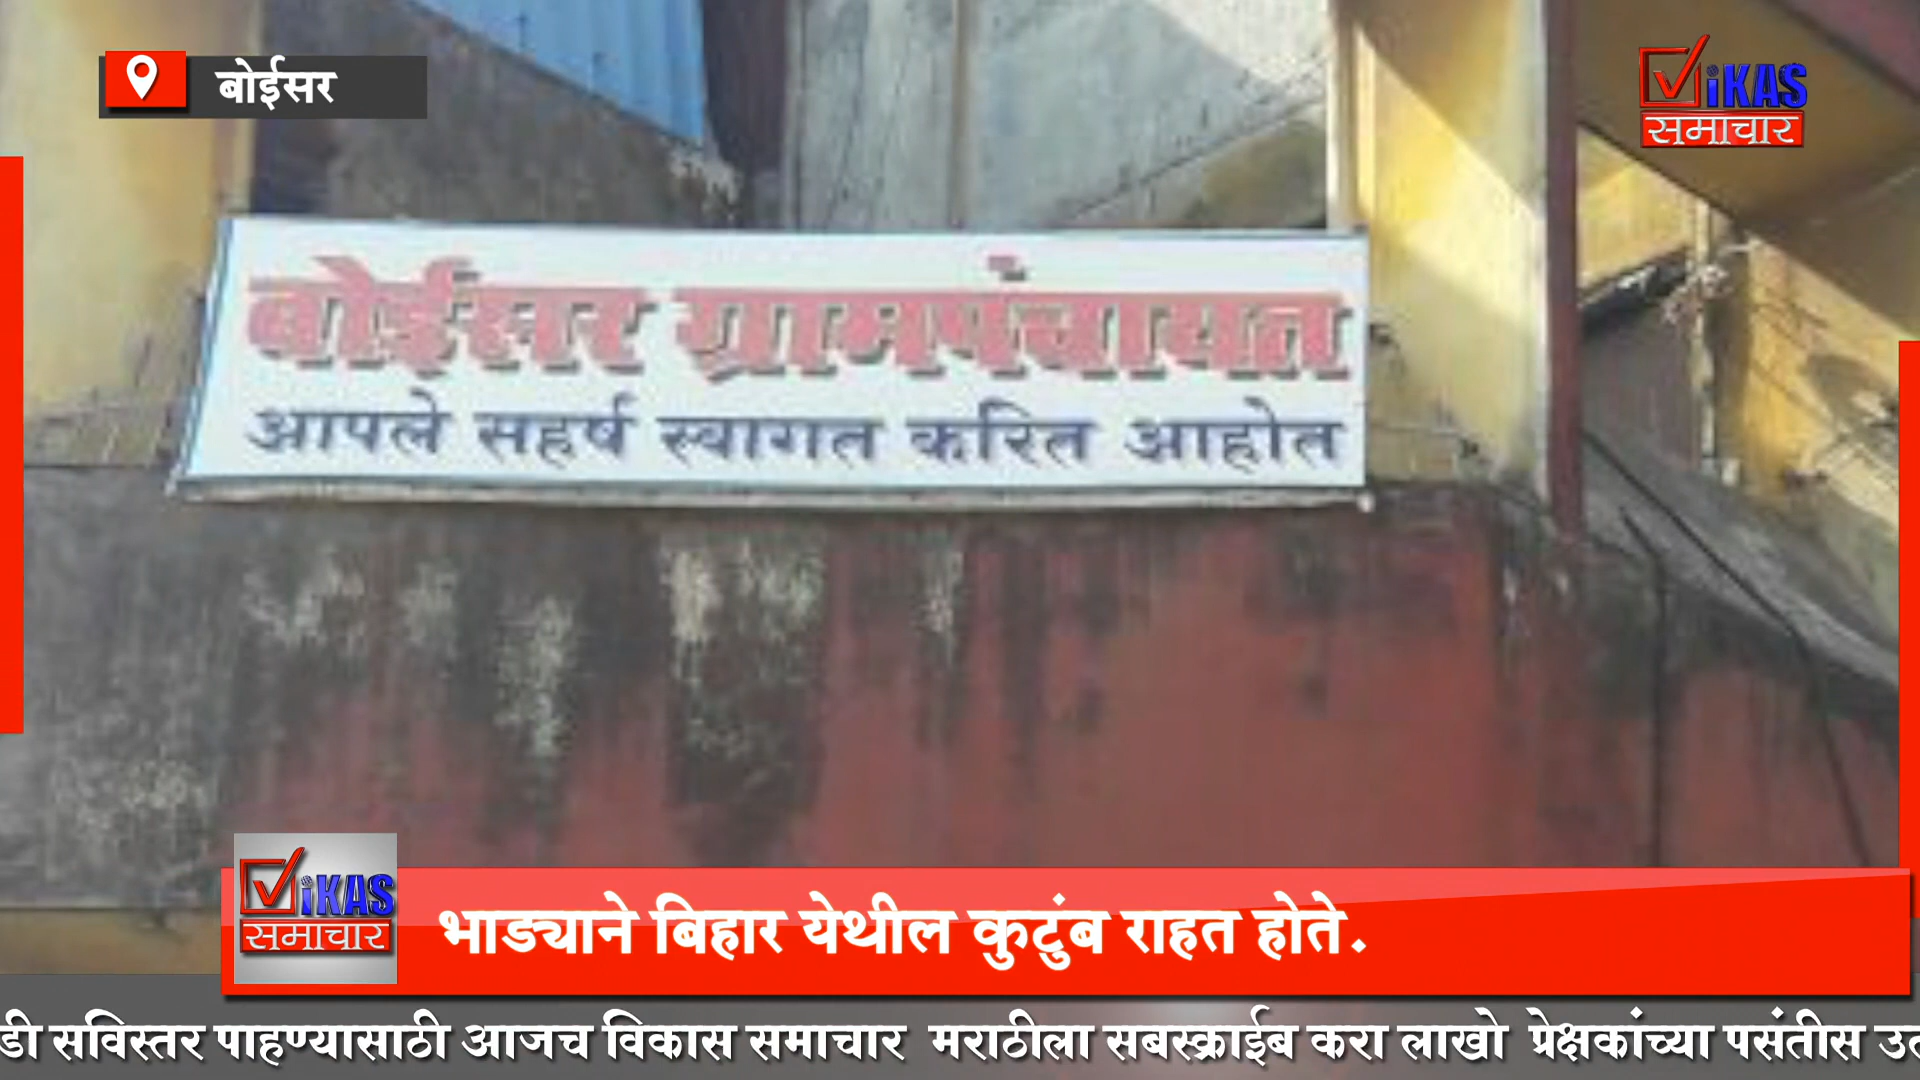 बोईसर
ViKAS
समाचार
बोईसर ग्रामपंचायत
आपले सहर्ष स्वागत करित आहोत
ViKAS
समाचार
भाड्याने बिहार येथील कुटुंब राहत होते.
डी सविस्तर पाहण्यासाठी आजच विकास समाचार मराठीला सबस्क्राईब करा लाखो प्रेक्षकांच्या पसंतीस